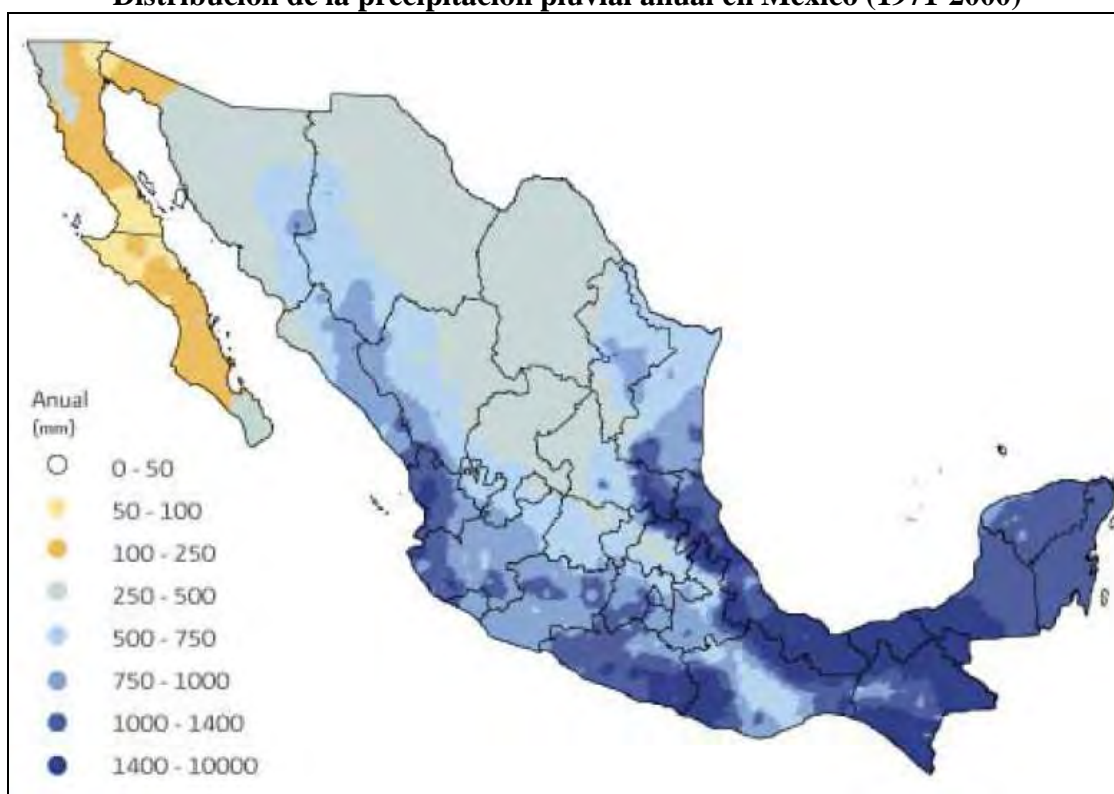 Distribución de la precipitación pluvial anual en México (1971-2000)
Anual
(mm)
0 - 50
50 - 100
100 - 250
250 - 500
500 - 750
750 - 1000
1000 - 1400
1400 - 10000